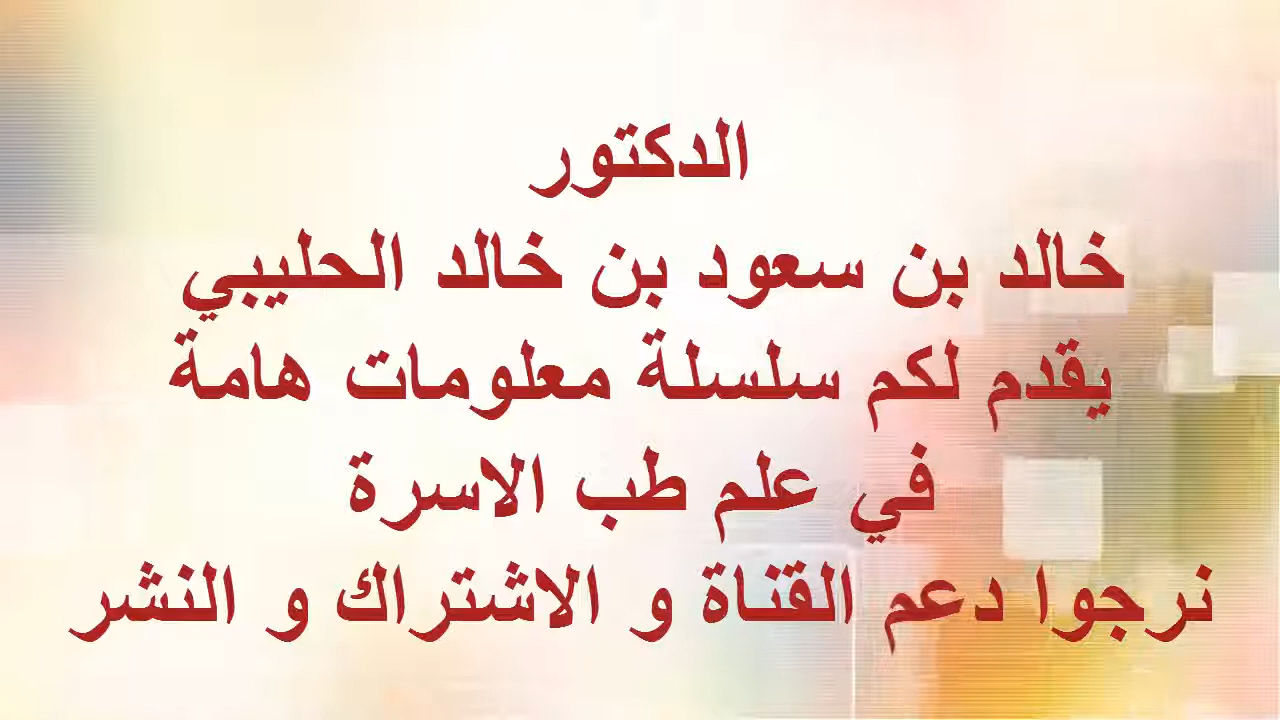 الدكتور
خالد بن سعود بن خالد الحليبي
يقدم لكم سلسلة معلومات هامة
في علم طب الاسرة
نرجوا دعم القناة و الاشتراك و النشر